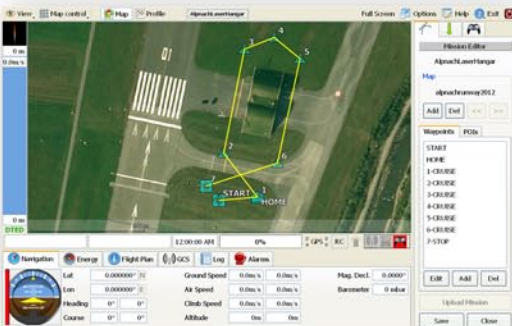 View Map control Map Profile AlpnachLaserHangar Full Screen Options Help Exit
0 m
0.0m/s
0 m
DTED
01
4
3
5
2
6
7
START
1
HOME
Mission Editor
AlpnachLaserHangar
Map
alpnachrunway2012
Add Del << >>
Waypoints POIs
START
HOME
1-CRUISE
2-CRUISE
3-CRUISE
4-CRUISE
5-CRUISE
6-CRUISE
7-STOP
Edit Add Del
Upload Mission
Save Close
12:00:00 AM 0% GPS RC
Navigation Energy Flight Plan GCS Log Alarms
Lat 0.000000° N Ground Speed 0.0m/s 0.0m/s Mag. Decl. 0.0000°
Lon 0.000000° E Air Speed 0.0m/s 0.0m/s Barometer 0 mbar
Heading 0° 0° Climb Speed 0.0m/s 0.0m/s
Course 0° 0° Altitude 0m 0m